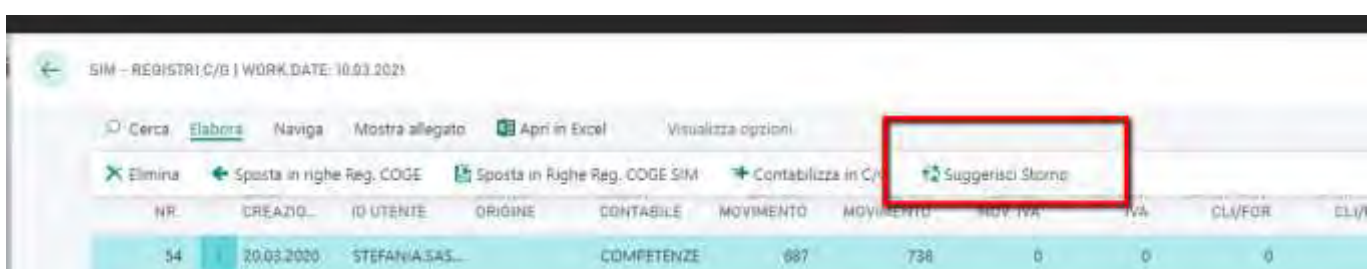 SIM - REGISTRI C/G | WORK DATE: 10.03.2021
Cerca Elabora Naviga Mostra allegato Apri in Excel Visualizza opzioni
Elimina Sposta in righe Reg. COGE Sposta in Righe Reg. COGE SIM Contabilizza in C/ Suggerisci Storno
NR. CREAZIO... ID UTENTE ORIGINE CONTABILE MOVIMENTO MOVIMENTO MOV. IVA IVA CLI/FOR
54 20.03.2020 STEFANIA.SAS... COMPETENZE 687 738 0 0 0